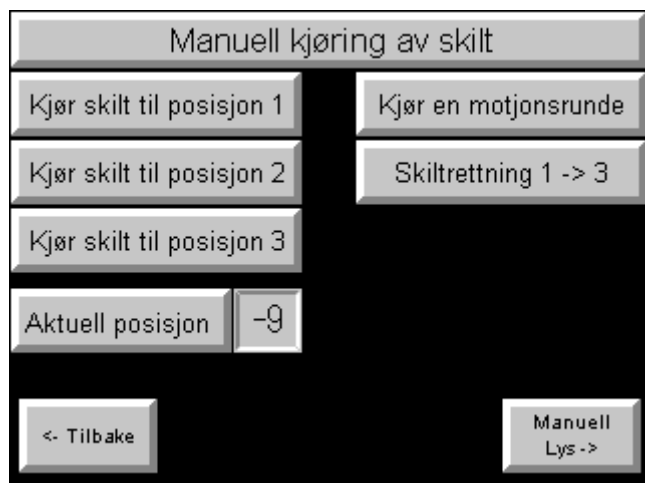 Manuell kjøring av skilt
Kjør skilt til posisjon 1
Kjør en motjonsrunde
Kjør skilt til posisjon 2
Skiltrettning 1 -> 3
Kjør skilt til posisjon 3
Aktuell posisjon -9
<- Tilbake
Manuell
Lys ->